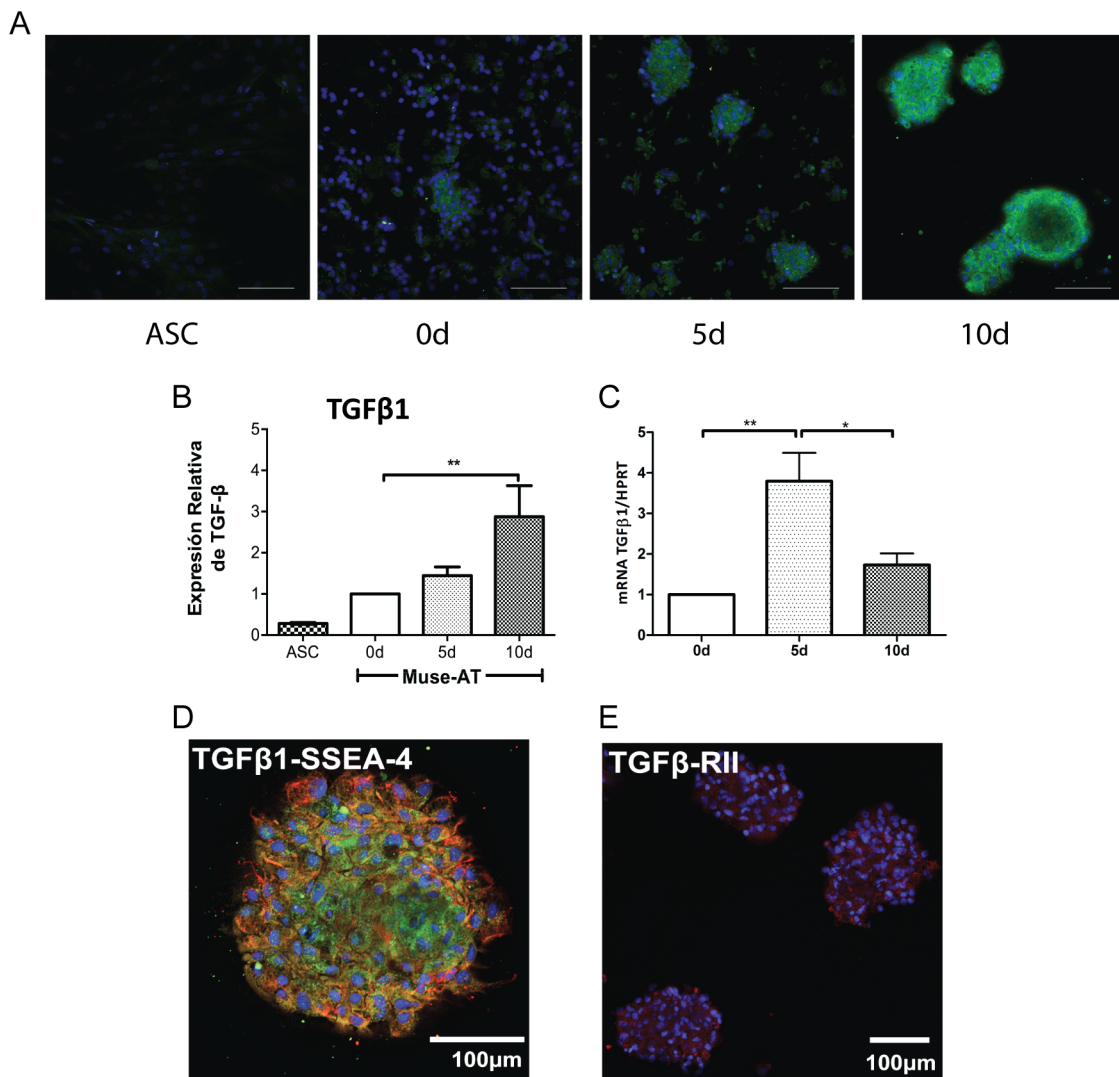 A
ASC
0d
5d
10d
B
TGFβ1
Expresión Relativa
de TGF-β
5
4
3
2
1
0
**
ASC
0d
5d
10d
Muse-AT
C
mRNA TGFβ1/HPRT
5
4
3
2
1
0
**
*
0d
5d
10d
D
TGFβ1-SSEA-4
100µm
E
TGFβ-RII
100µm